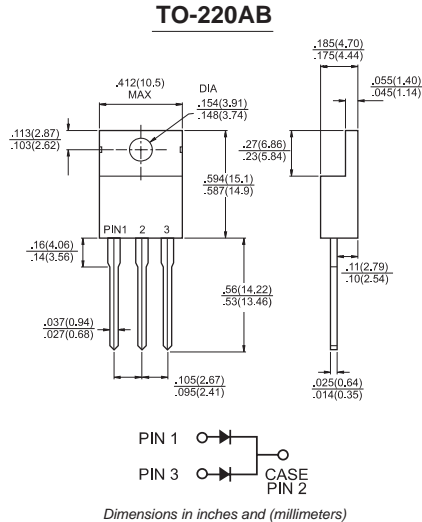 TO-220AB
.185(4.70)
.175(4.44)
.412(10.5)
MAX
DIA
.154(3.91)
.148(3.74)
.055(1.40)
.045(1.14)
.113(2.87)
.103(2.62)
.27(6.86)
.23(5.84)
.594(15.1)
.587(14.9)
PIN1 2 3
.16(4.06)
.14(3.56)
.11(2.79)
.10(2.54)
.56(14.22)
.53(13.46)
.037(0.94)
.027(0.68)
.105(2.67)
.095(2.41)
.025(0.64)
.014(0.35)
PIN 1
PIN 3
CASE
PIN 2
Dimensions in inches and (millimeters)